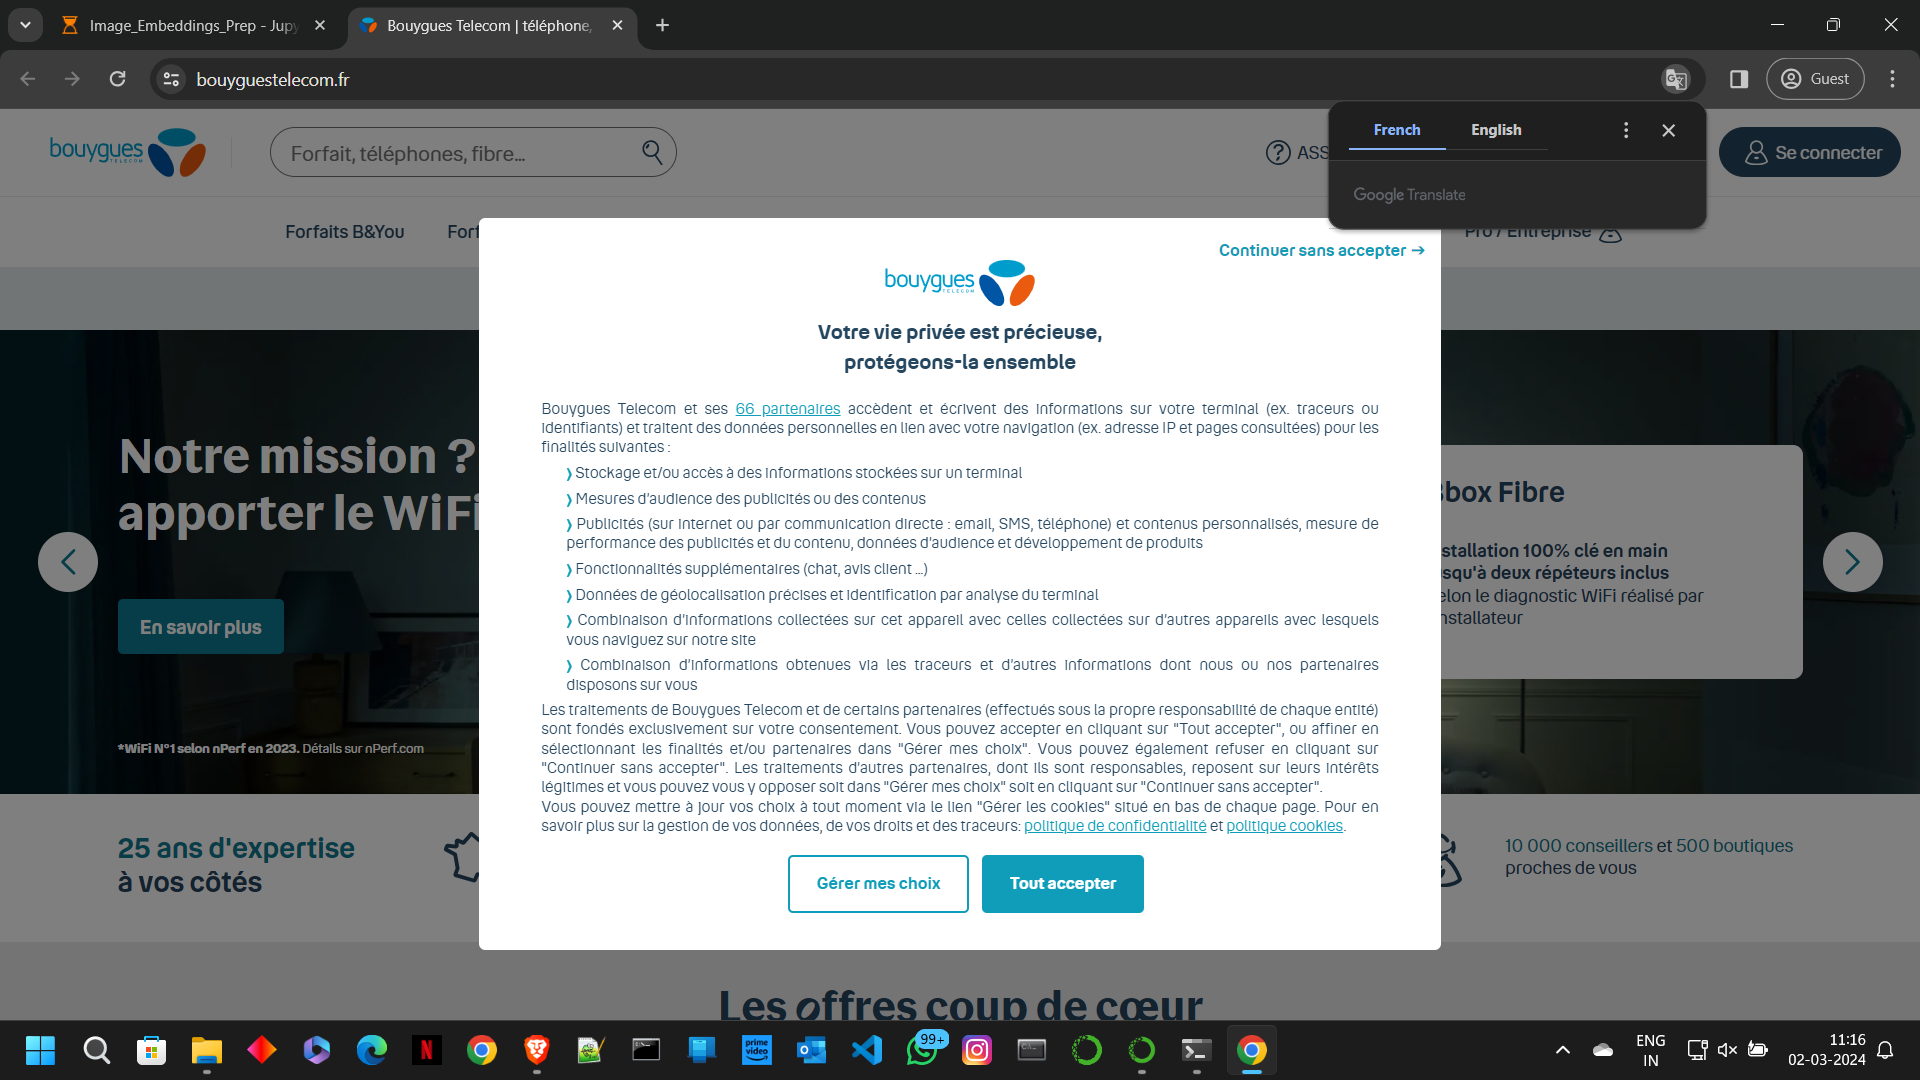 Image_Embeddings_Prep - Jupy
Bouygues Telecom | téléphone,
bouyguestelecom.fr
Guest
French
English
Google Translate
bouygues
TELECOM
Forfait, téléphones, fibre...
ASS
Se connecter
Forfaits B&You
Forf
Pro / Entreprise
Continuer sans accepter →
bouygues
TELECOM
Votre vie privée est précieuse,
protégeons-la ensemble
Bouygues Telecom et ses 66 partenaires accèdent et écrivent des informations sur votre terminal (ex. traceurs ou
identifiants) et traitent des données personnelles en lien avec votre navigation (ex. adresse IP et pages consultées) pour les
finalités suivantes :
❯ Stockage et/ou accès à des informations stockées sur un terminal
❯ Mesures d'audience des publicités ou des contenus
❯ Publicités (sur internet ou par communication directe : email, SMS, téléphone) et contenus personnalisés, mesure de
performance des publicités et du contenu, données d'audience et développement de produits
❯ Fonctionnalités supplémentaires (chat, avis client ...)
❯ Données de géolocalisation précises et identification par analyse du terminal
❯ Combinaison d'informations collectées sur cet appareil avec celles collectées sur d'autres appareils avec lesquels
vous naviguez sur notre site
❯ Combinaison d'informations obtenues via les traceurs et d'autres informations dont nous ou nos partenaires
disposons sur vous
Les traitements de Bouygues Telecom et de certains partenaires (effectués sous la propre responsabilité de chaque entité)
sont fondés exclusivement sur votre consentement. Vous pouvez accepter en cliquant sur "Tout accepter", ou affiner en
sélectionnant les finalités et/ou partenaires dans "Gérer mes choix". Vous pouvez également refuser en cliquant sur
"Continuer sans accepter". Les traitements d'autres partenaires, dont ils sont responsables, reposent sur leurs intérêts
légitimes et vous pouvez vous y opposer soit dans "Gérer mes choix" soit en cliquant sur "Continuer sans accepter".
Vous pouvez mettre à jour vos choix à tout moment via le lien "Gérer les cookies" situé en bas de chaque page. Pour en
savoir plus sur la gestion de vos données, de vos droits et des traceurs: politique de confidentialité et politique cookies.
Gérer mes choix
Tout accepter
Notre mission ?
apporter le WiFi
En savoir plus
*WiFi N°1 selon nPerf en 2023. Détails sur nPerf.com
box Fibre
stallation 100% clé en main
squ'à deux répéteurs inclus
elon le diagnostic WiFi réalisé par
nstallateur
25 ans d'expertise
à vos côtés
10 000 conseillers et 500 boutiques
proches de vous
Les offres coup de cœur
prime
video
99+
ENG
IN
11:16
02-03-2024